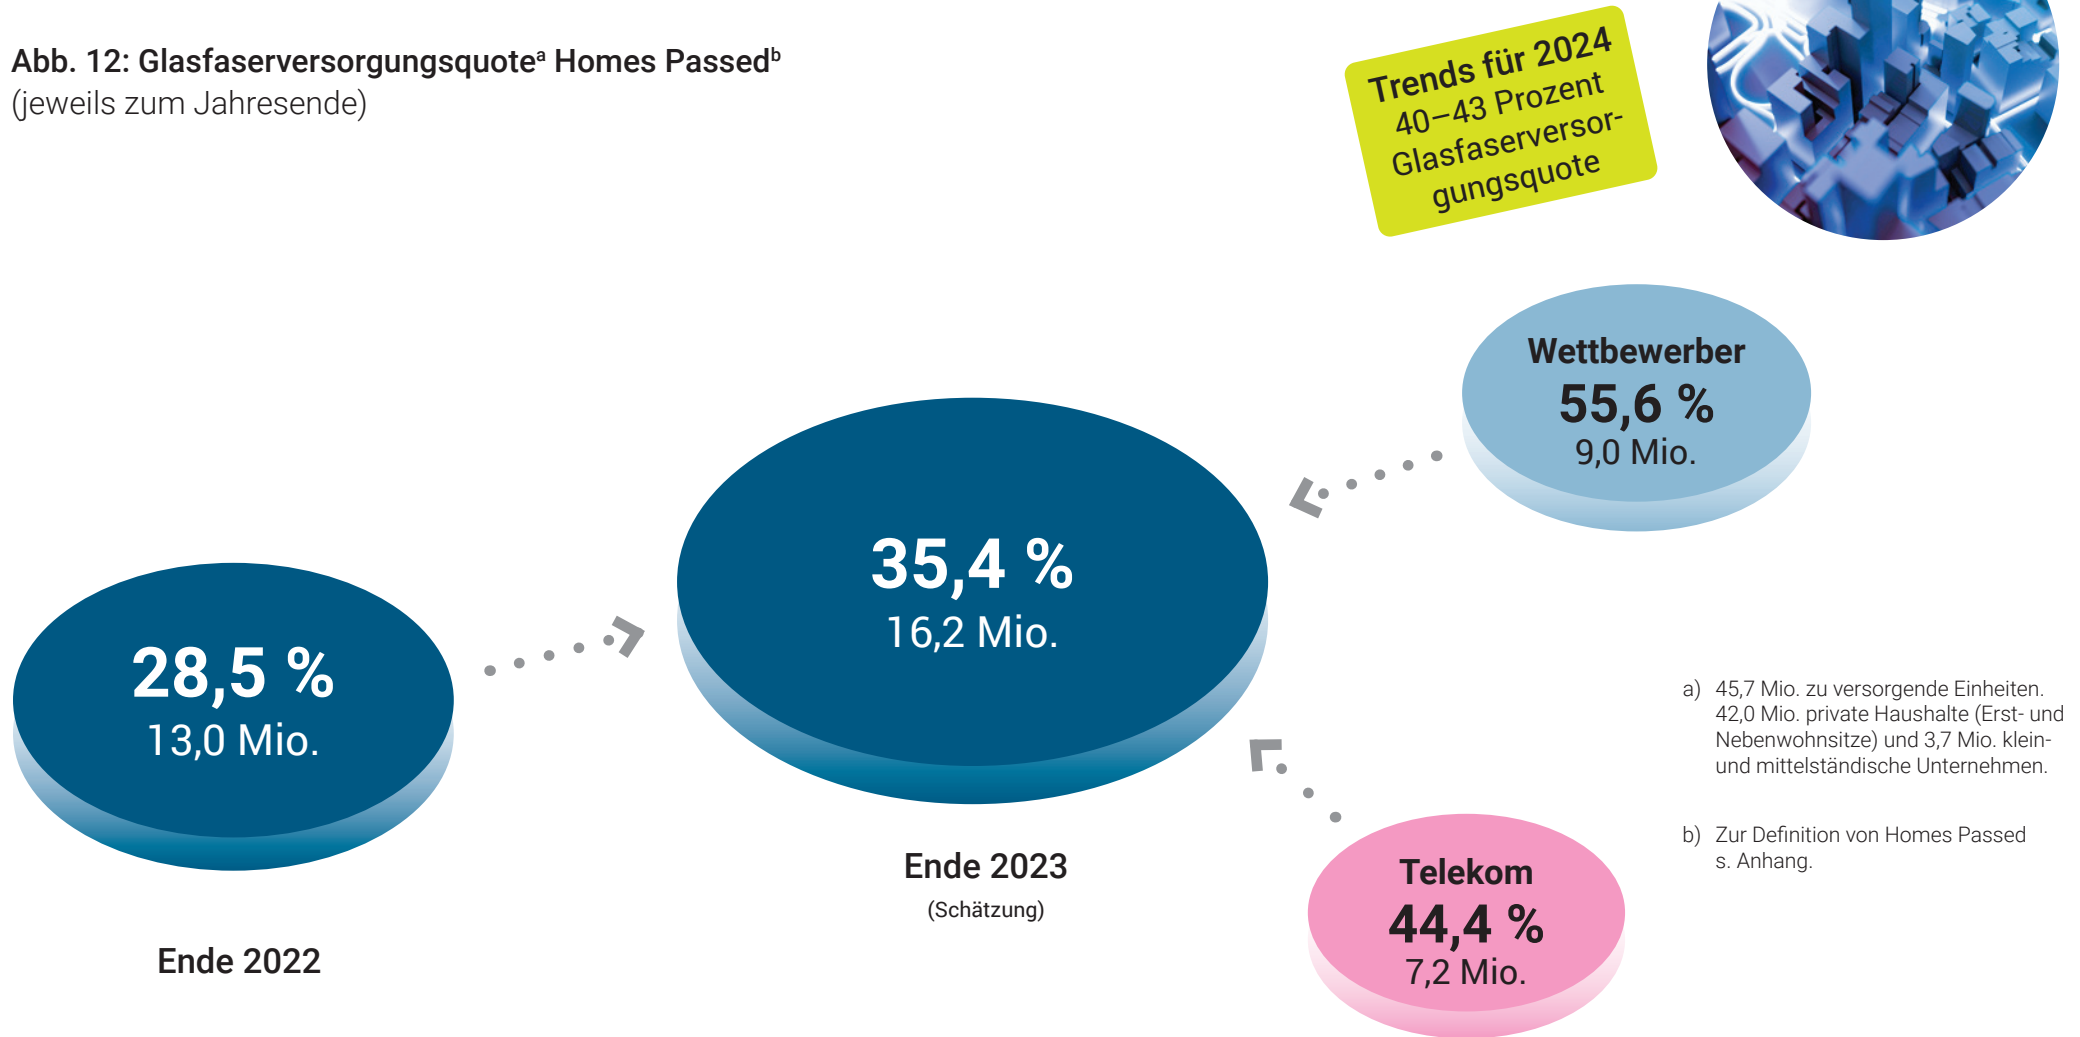 Abb. 12: Glasfaserversorgungsquoteᵃ Homes Passedᵇ
(jeweils zum Jahresende)
Trends für 2024
40–43 Prozent
Glasfaserversor-
gungsquote
Wettbewerber
55,6 %
9,0 Mio.
35,4 %
16,2 Mio.
Ende 2023
(Schätzung)
28,5 %
13,0 Mio.
Ende 2022
Telekom
44,4 %
7,2 Mio.
a) 45,7 Mio. zu versorgende Einheiten.
42,0 Mio. private Haushalte (Erst- und
Nebenwohnsitze) und 3,7 Mio. klein-
und mittelständische Unternehmen.
b) Zur Definition von Homes Passed
s. Anhang.